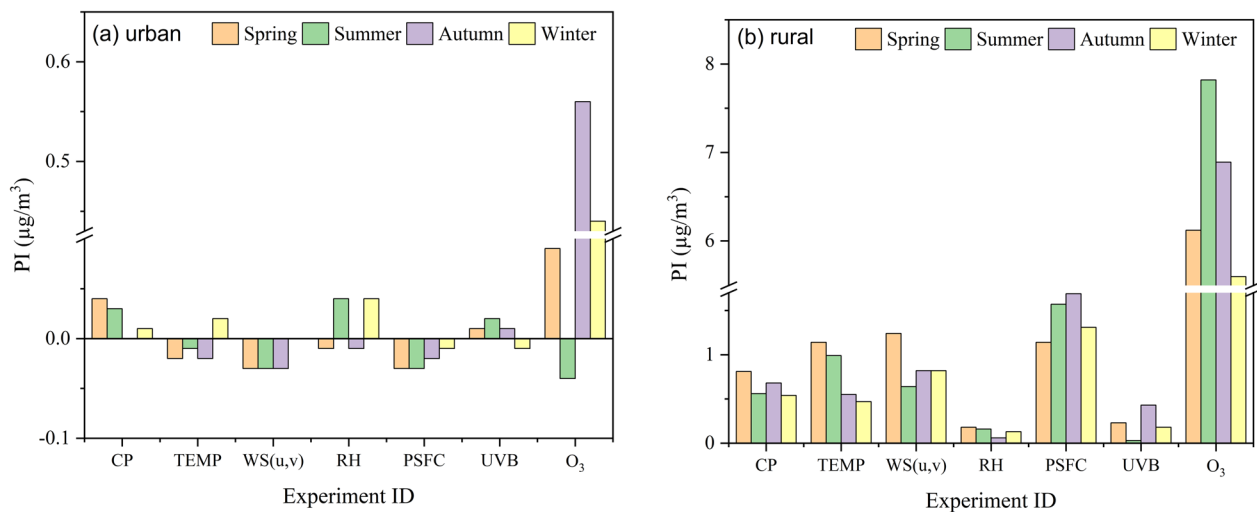 (a) urban
Spring Summer Autumn Winter
0.6
0.5
0.0
-0.1
PI (µg/m³)
CP TEMP WS(u,v) RH PSFC UVB O₃
Experiment ID
(b) rural
Spring Summer Autumn Winter
8
7
6
1
0
PI (µg/m³)
CP TEMP WS(u,v) RH PSFC UVB O₃
Experiment ID